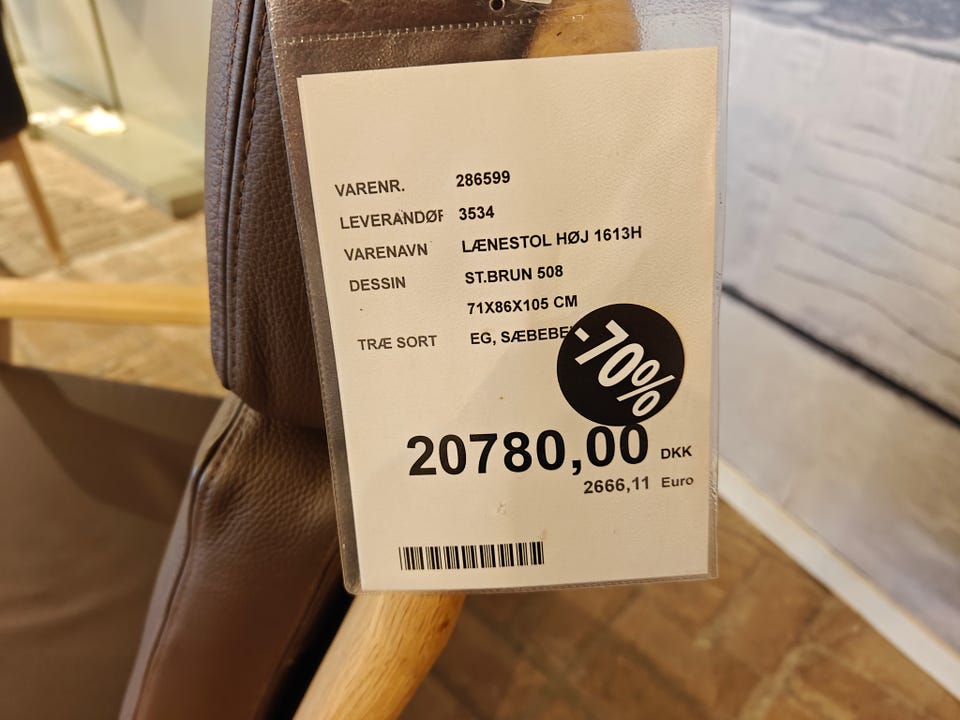 VARENR. 286599
LEVERANDØR 3534
VARENAVN LÆNESTOL HØJ 1613H
DESSIN ST.BRUN 508
71X86X105 CM
TRÆ SORT EG,
-70%
20780,00 DKK
2666,11 Euro